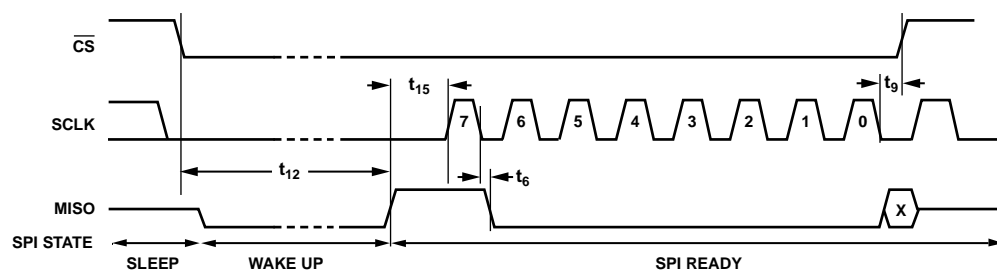 CS
t15
t9
SCLK
7 6 5 4 3 2 1 0
t12
t6
MISO
X
SPI STATE
SLEEP WAKE UP SPI READY